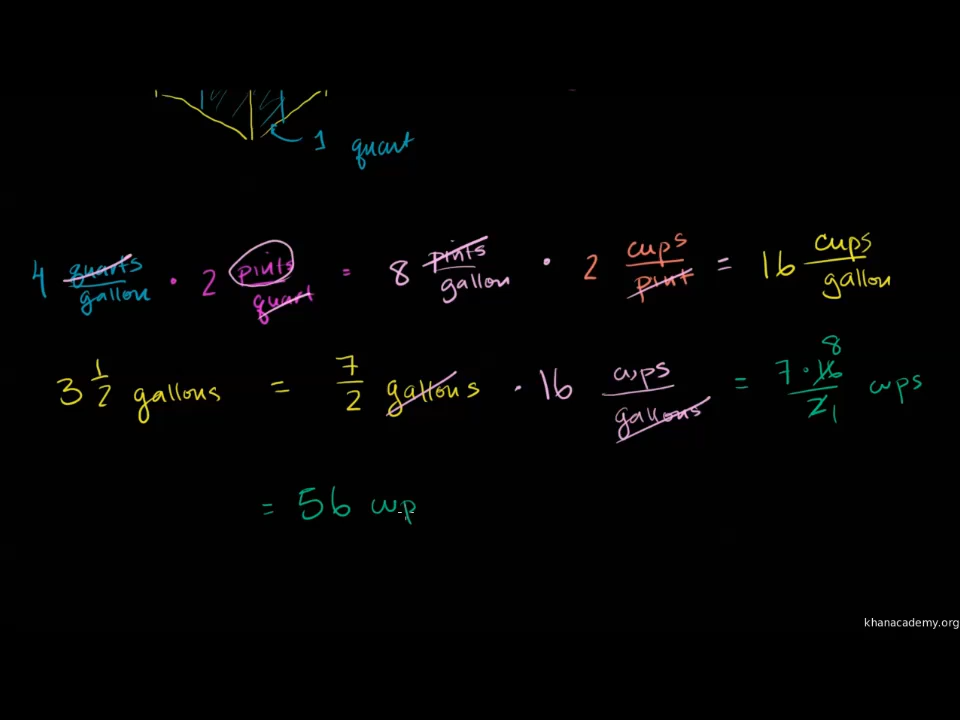 1 quart
4 quarts/gallon · 2 pints/quart = 8 pints/gallon · 2 cups/pint = 16 cups/gallon
3 1/2 gallons = 7/2 gallons · 16 cups/gallons = 7 · 16 8/2 1 cups
= 56 cup
khanacademy.org